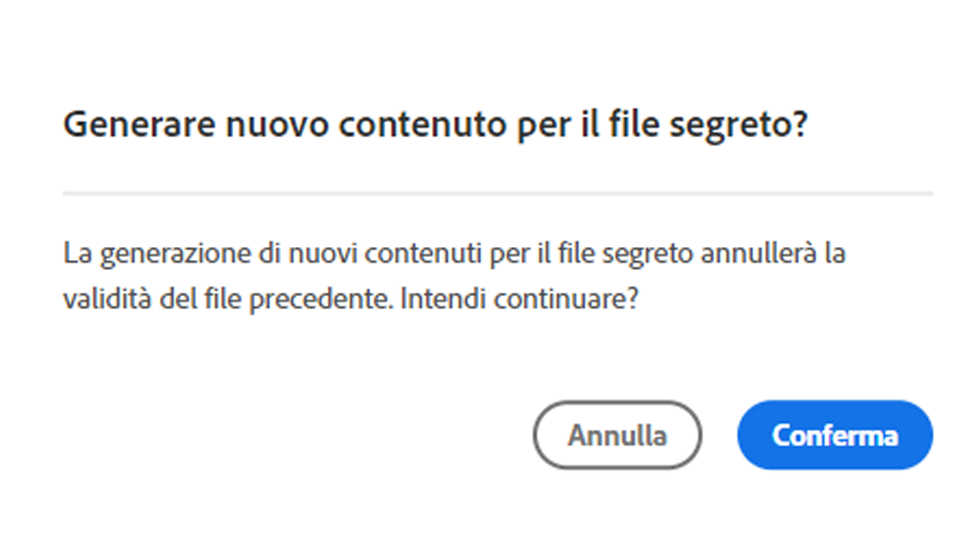 Generare nuovo contenuto per il file segreto?
La generazione di nuovi contenuti per il file segreto annullerà la
validità del file precedente. Intendi continuare?
Annulla
Conferma